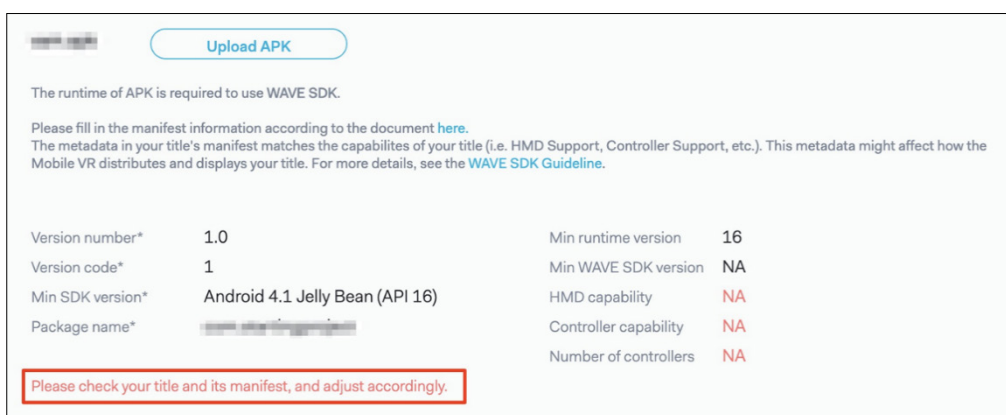 Upload APK
The runtime of APK is required to use WAVE SDK.
Please fill in the manifest information according to the document here.
The metadata in your title's manifest matches the capabilites of your title (i.e. HMD Support, Controller Support, etc.). This metadata might affect how the
Mobile VR distributes and displays your title. For more details, see the WAVE SDK Guideline.
Version number* 1.0
Version code* 1
Min SDK version* Android 4.1 Jelly Bean (API 16)
Package name*
Min runtime version 16
Min WAVE SDK version NA
HMD capability NA
Controller capability NA
Number of controllers NA
Please check your title and its manifest, and adjust accordingly.